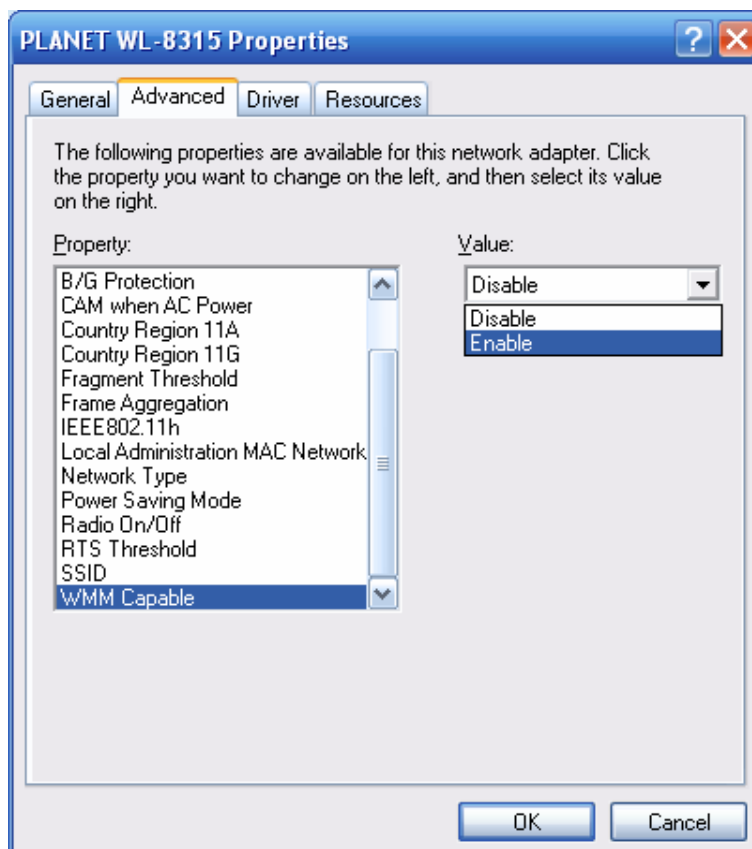 PLANET WL-8315 Properties
General Advanced Driver Resources
The following properties are available for this network adapter. Click
the property you want to change on the left, and then select its value
on the right.
Property:
B/G Protection
CAM when AC Power
Country Region 11A
Country Region 11G
Fragment Threshold
Frame Aggregation
IEEE802.11h
Local Administration MAC Network
Network Type
Power Saving Mode
Radio On/Off
RTS Threshold
SSID
WMM Capable
Value:
Disable
Disable
Enable
OK Cancel